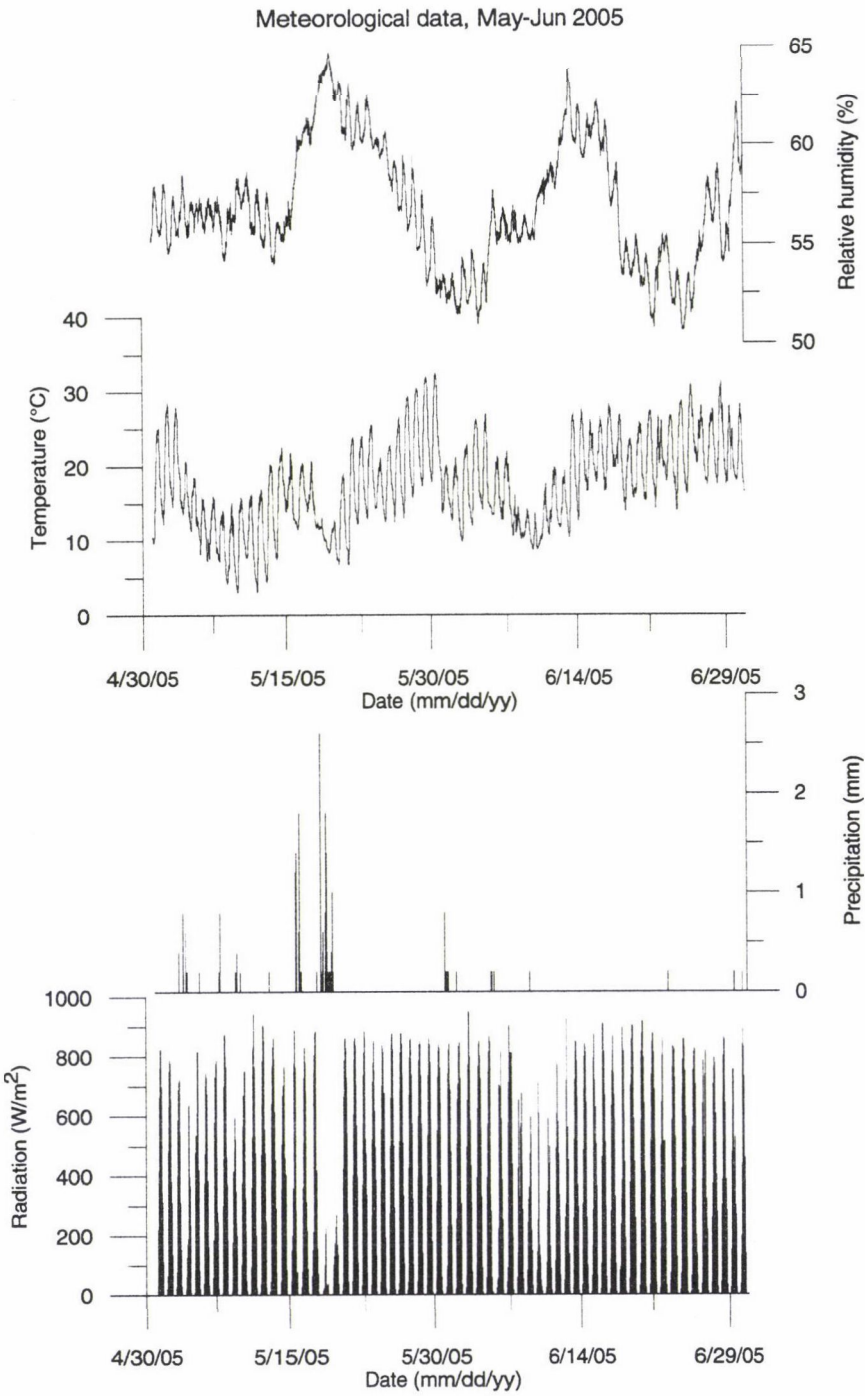 Meteorological data, May-Jun 2005
65
60
55
50
Relative humidity (%)
40
30
20
10
0
Temperature (°C)
4/30/05 5/15/05 5/30/05 6/14/05 6/29/05
Date (mm/dd/yy)
3
2
1
0
Precipitation (mm)
1000
800
600
400
200
0
Radiation (W/m²)
4/30/05 5/15/05 5/30/05 6/14/05 6/29/05
Date (mm/dd/yy)